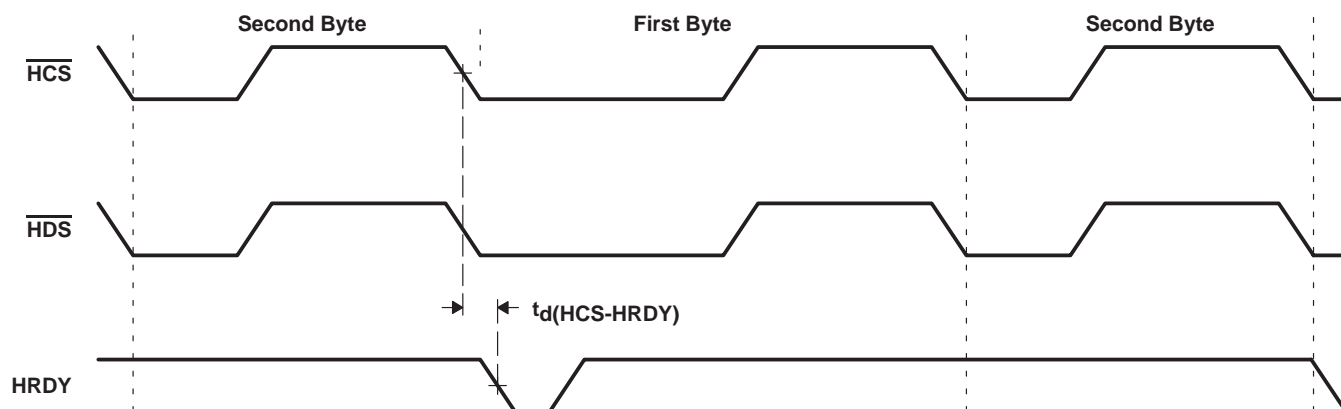 Second Byte
First Byte
Second Byte
HCS
HDS
td(HCS-HRDY)
HRDY